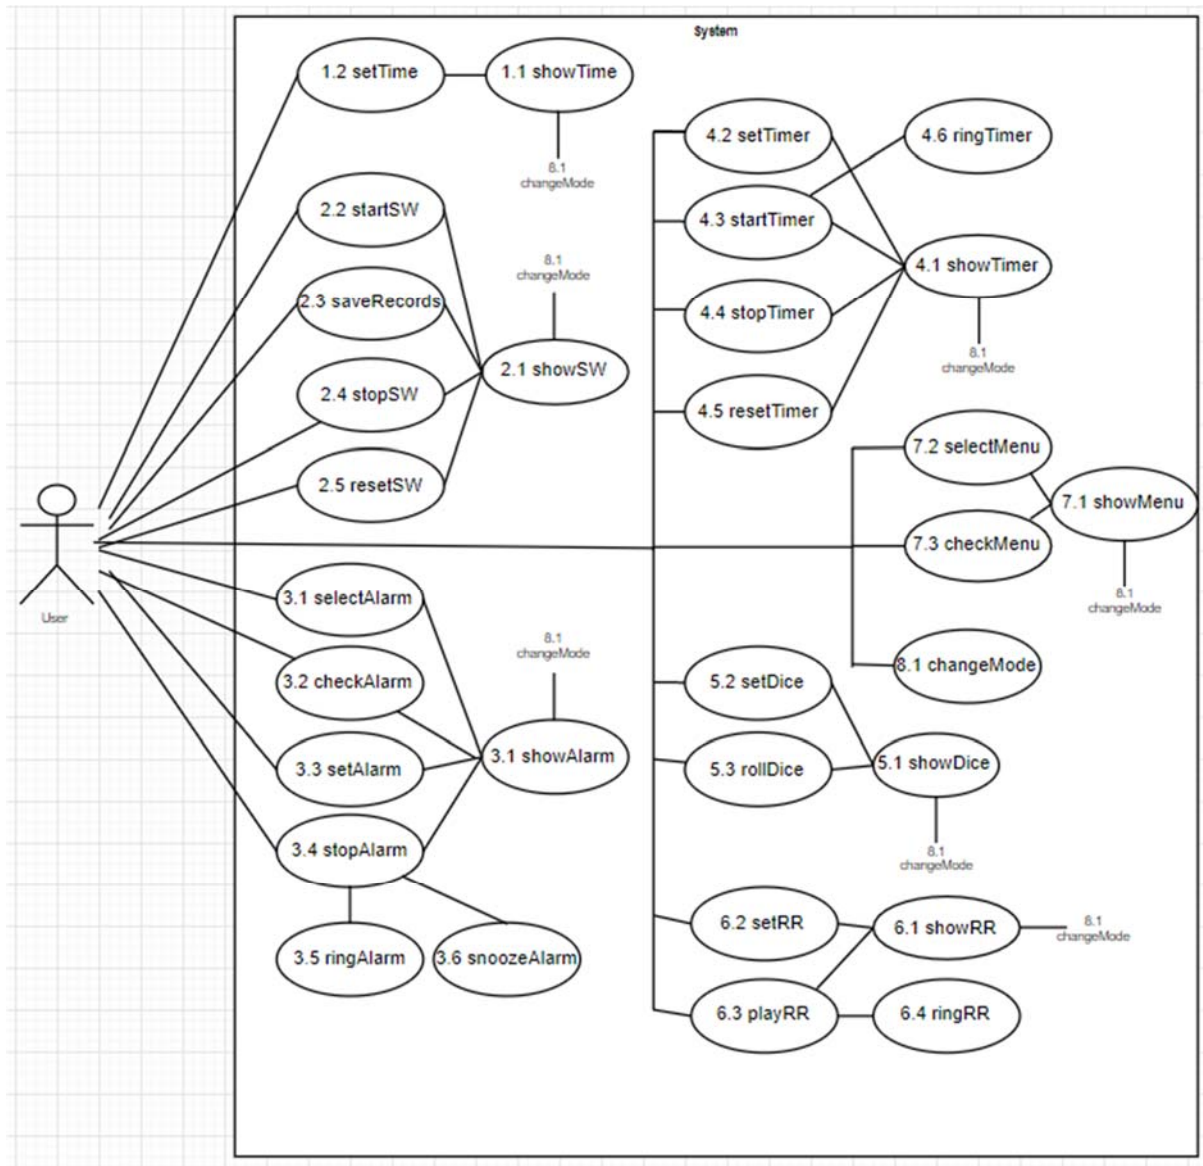 System
1.2 setTime
1.1 showTime
8.1
changeMode
2.2 startSW
2.3 saveRecords
2.4 stopSW
2.5 resetSW
8.1
changeMode
2.1 showSW
User
3.1 selectAlarm
3.2 checkAlarm
3.3 setAlarm
3.4 stopAlarm
3.5 ringAlarm
3.6 snoozeAlarm
8.1
changeMode
3.1 showAlarm
4.2 setTimer
4.6 ringTimer
4.3 startTimer
4.1 showTimer
4.4 stopTimer
8.1
changeMode
4.5 resetTimer
7.2 selectMenu
7.1 showMenu
7.3 checkMenu
8.1
changeMode
8.1 changeMode
5.2 setDice
5.3 rollDice
5.1 showDice
8.1
changeMode
6.2 setRR
6.1 showRR
8.1
changeMode
6.3 playRR
6.4 ringRR